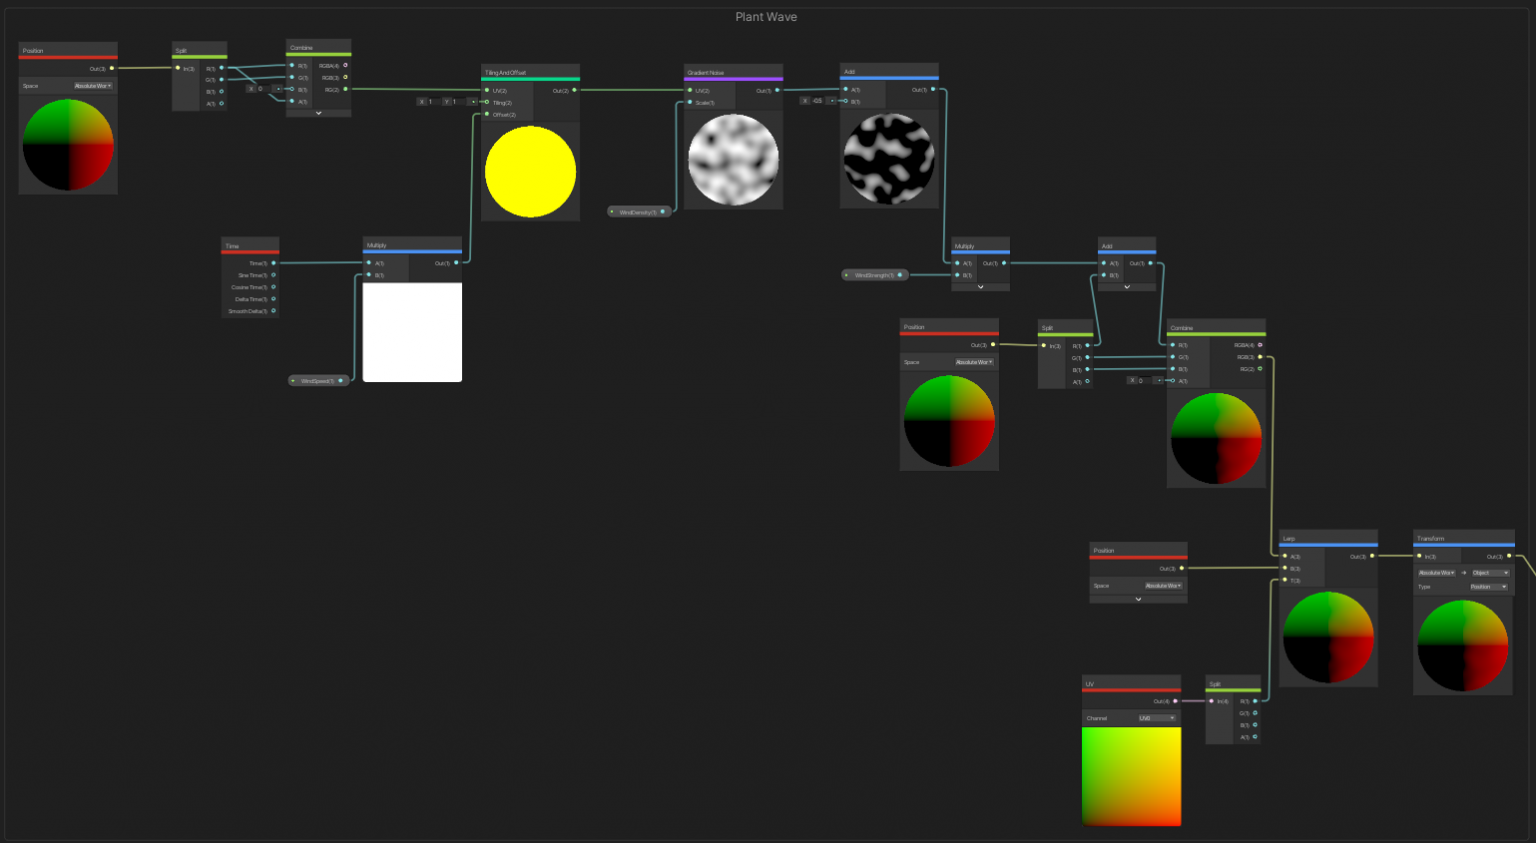 Plant Wave
Position
Out(3)
Space
Absolute Wor
Split
In(3)
R(1)
G(1)
B(1)
A(1)
Combine
R(1)
G(1)
B(1)
A(1)
RGBA(4)
RGB(3)
RG(2)
X 0
Tiling And Offset
UV(2)
Tiling(2)
Offset(2)
Out(2)
X 1 Y 1
Gradient Noise
UV(2)
Scale(1)
Out(1)
WindDensity(1)
Add
A(1)
B(1)
Out(1)
X -0.5
Time
Time(1)
Sine Time(1)
Cosine Time(1)
Delta Time(1)
Smooth Delta(1)
Multiply
A(1)
B(1)
Out(1)
WindSpeed(1)
Multiply
A(1)
B(1)
Out(1)
WindStrength(1)
Add
A(1)
B(1)
Out(1)
Position
Out(3)
Space
Absolute Wor
Split
In(3)
R(1)
G(1)
B(1)
A(1)
Combine
R(1)
G(1)
B(1)
A(1)
RGBA(4)
RGB(3)
RG(2)
X 0
Position
Out(3)
Space
Absolute Wor
Lerp
A(3)
B(3)
T(3)
Out(3)
Transform
In(3)
Out(3)
Absolute Wor
Object
Type
Position
UV
Out(4)
Channel
UV0
Split
In(4)
R(1)
G(1)
B(1)
A(1)